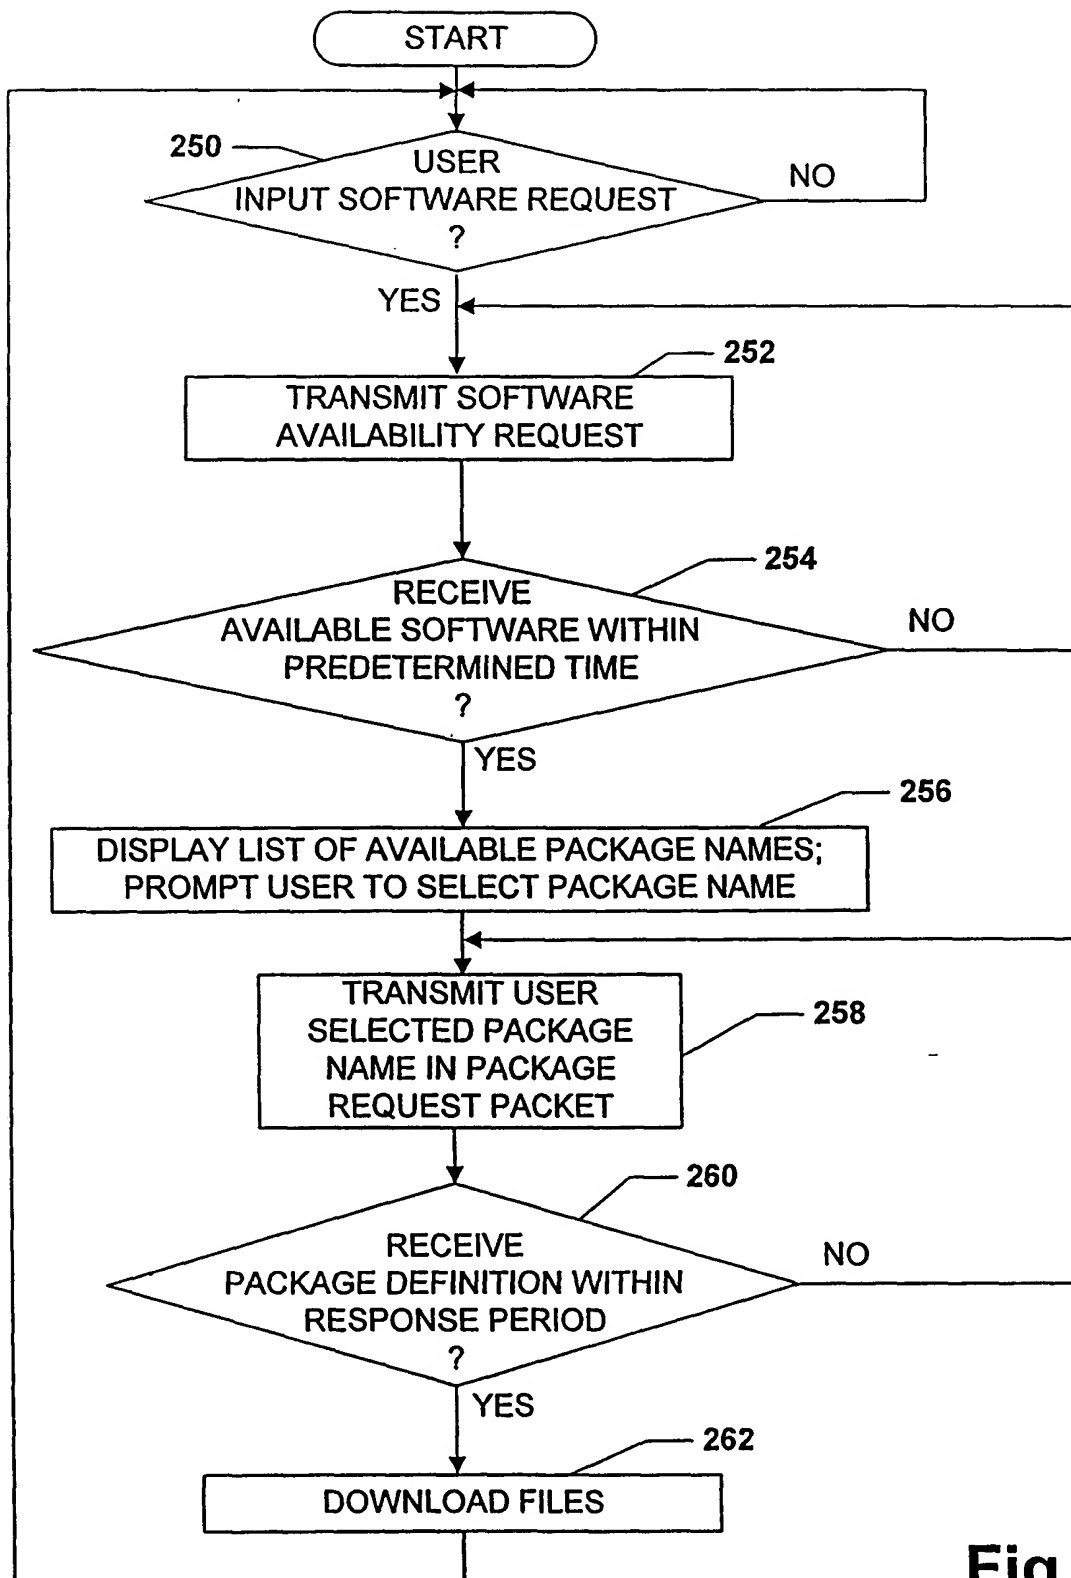 START
250
USER
INPUT SOFTWARE REQUEST
?
NO
YES
252
TRANSMIT SOFTWARE
AVAILABILITY REQUEST
254
RECEIVE
AVAILABLE SOFTWARE WITHIN
PREDETERMINED TIME
?
NO
YES
256
DISPLAY LIST OF AVAILABLE PACKAGE NAMES;
PROMPT USER TO SELECT PACKAGE NAME
TRANSMIT USER
SELECTED PACKAGE
NAME IN PACKAGE
REQUEST PACKET
258
260
RECEIVE
PACKAGE DEFINITION WITHIN
RESPONSE PERIOD
?
NO
YES
262
DOWNLOAD FILES
Fig